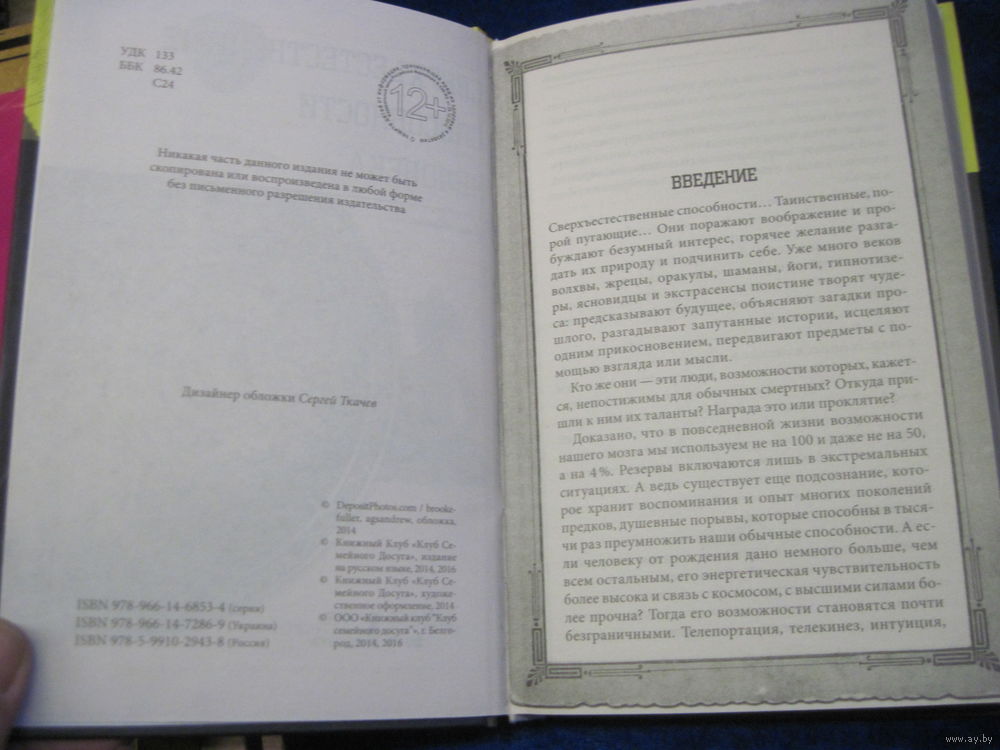 УДК 133
ББК 86.42
С24
12+
Никакая часть данного издания не может быть
скопирована или воспроизведена в любой форме
без письменного разрешения издательства
Дизайнер обложки Сергей Ткачев
© DepositPhotos.com / brooke-
fuller, agsandrew, обложка,
2014
© Книжный Клуб «Клуб Се-
мейного Досуга», издание
на русском языке, 2014, 2016
© Книжный Клуб «Клуб Се-
мейного Досуга», художе-
ственное оформление, 2014
© ООО «Книжный клуб "Клуб
семейного досуга"», г. Белго-
род, 2014, 2016
ISBN 978-966-14-6853-4 (серия)
ISBN 978-966-14-7286-9 (Украина)
ISBN 978-5-9910-2943-8 (Россия)
ВВЕДЕНИЕ
Сверхъестественные способности… Таинственные, по-
рой пугающие… Они поражают воображение и про-
буждают безумный интерес, горячее желание разга-
дать их природу и подчинить себе. Уже много веков
волхвы, жрецы, оракулы, шаманы, йоги, гипнотизе-
ры, ясновидцы и экстрасенсы поистине творят чуде-
са: предсказывают будущее, объясняют загадки про-
шлого, разгадывают запутанные истории, исцеляют
одним прикосновением, передвигают предметы с по-
мощью взгляда или мысли.
Кто же они — эти люди, возможности которых, кажет-
ся, непостижимы для обычных смертных? Откуда при-
шли к ним их таланты? Награда это или проклятие?
Доказано, что в повседневной жизни возможности
нашего мозга мы используем не на 100 и даже не на 50,
а на 4%. Резервы включаются лишь в экстремальных
ситуациях. А ведь существует еще подсознание, кото-
рое хранит воспоминания и опыт многих поколений
предков, душевные порывы, которые способны в тыся-
чи раз преумножить наши обычные способности. А ес-
ли человеку от рождения дано немного больше, чем
всем остальным, его энергетическая чувствительность
более высока и связь с космосом, с высшими силами бо-
лее прочна? Тогда его возможности становятся почти
безграничными. Телепортация, телекинез, интуиция,
www.ay.by